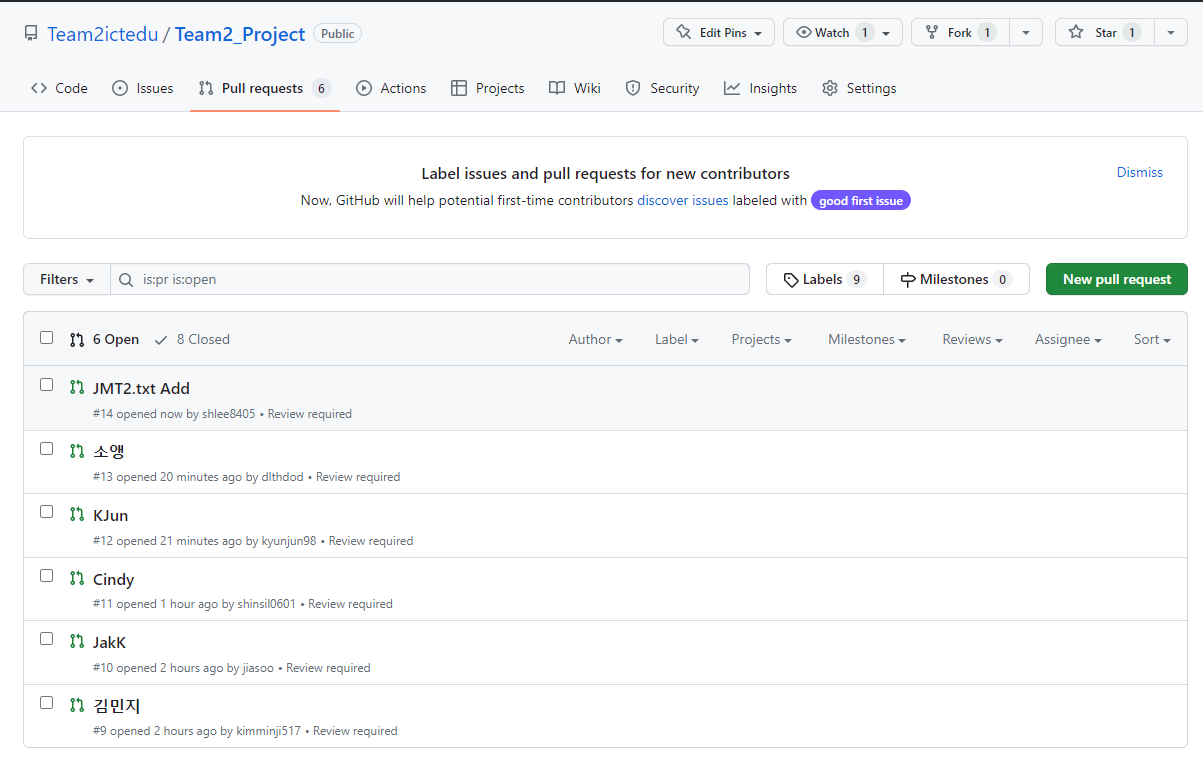 Team2ictedu / Team2_Project Public Edit Pins Watch 1 Fork 1 Star 1
Code Issues Pull requests 6 Actions Projects Wiki Security Insights Settings
Label issues and pull requests for new contributors Dismiss
Now, GitHub will help potential first-time contributors discover issues labeled with good first issue
Filters is:pr is:open Labels 9 Milestones 0 New pull request
6 Open 8 Closed Author Label Projects Milestones Reviews Assignee Sort
JMT2.txt Add
#14 opened now by shlee8405 • Review required
소앵
#13 opened 20 minutes ago by dlthdod • Review required
KJun
#12 opened 21 minutes ago by kyunjun98 • Review required
Cindy
#11 opened 1 hour ago by shinsil0601 • Review required
JakK
#10 opened 2 hours ago by jiasoo • Review required
김민지
#9 opened 2 hours ago by kimminji517 • Review required